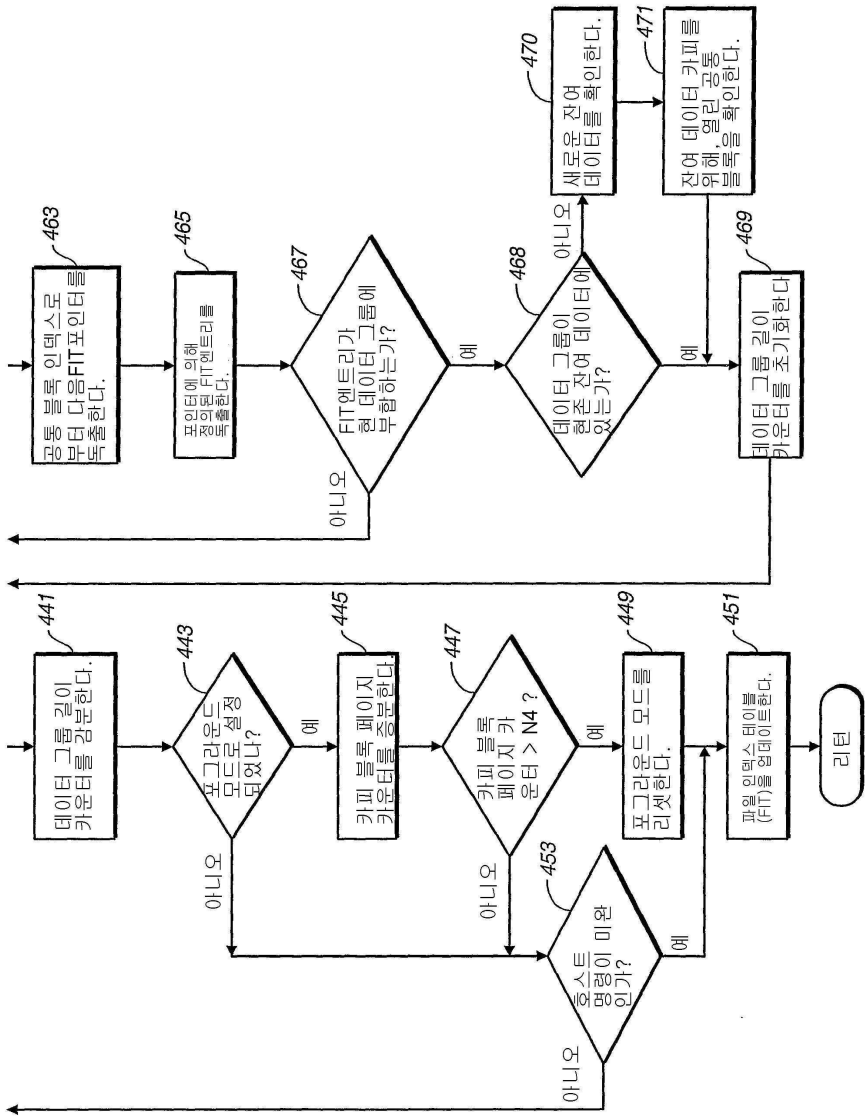 441
데이터 그룹 길이
카운터를 감분한다.
443
포그라운드
모드로 설정
되었나?
아니오
예
445
카피 블록 페이지
카운터를 증분한다.
447
카피 블록
페이지 카
운터 > N4 ?
아니오
예
449
포그라운드 모드를
리셋한다.
453
호스트
명령이 미완
인가?
아니오
예
451
파일 인덱스 테이블
(FIT)을 업데이트한다.
리턴
463
공통 블록 인덱스로
부터 다음FIT포인터를
독출한다.
465
포인터에 의해
정의된 FIT엔트리를
독출한다.
467
FIT엔트리가
현 데이터 그룹에
부합하는가?
아니오
예
468
데이터 그룹이
현존 잔여 데이터에
있는가?
아니오
예
470
새로운 잔여
데이터를 확인한다.
471
잔여 데이터 카피를
위해, 열린 공통
블록을 확인한다.
469
데이터 그룹 길이
카운터를 초기화한다